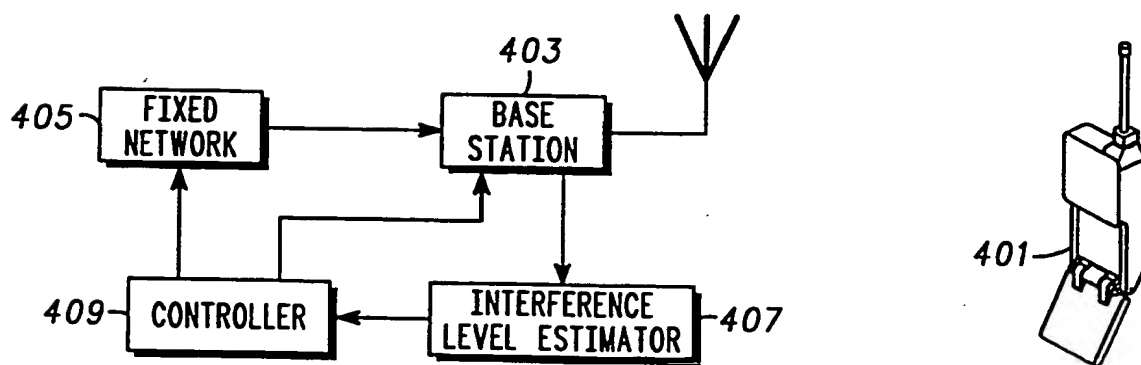 403
405
FIXED
NETWORK
BASE
STATION
401
409
CONTROLLER
INTERFERENCE
LEVEL ESTIMATOR
407